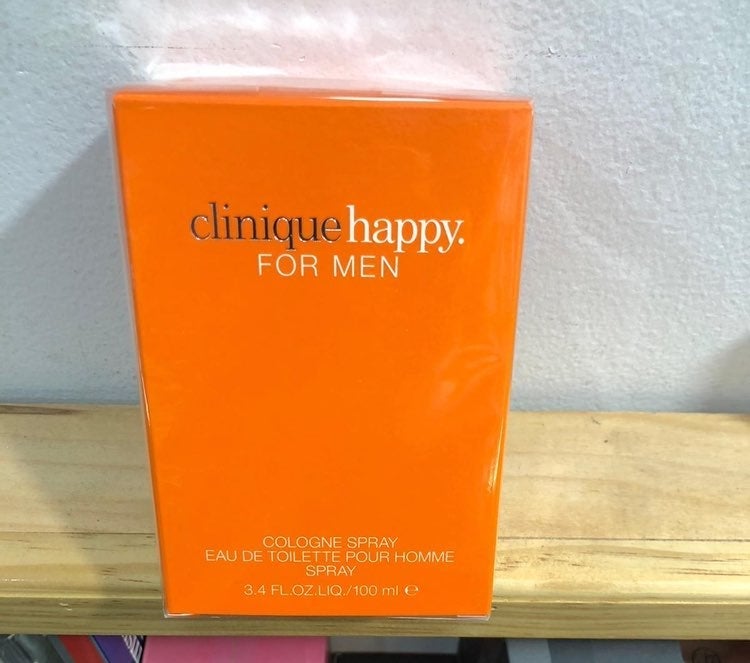 clinique happy.
FOR MEN
COLOGNE SPRAY
EAU DE TOILETTE POUR HOMME
SPRAY
3.4 FL.OZ.LIQ./100 ml ℮